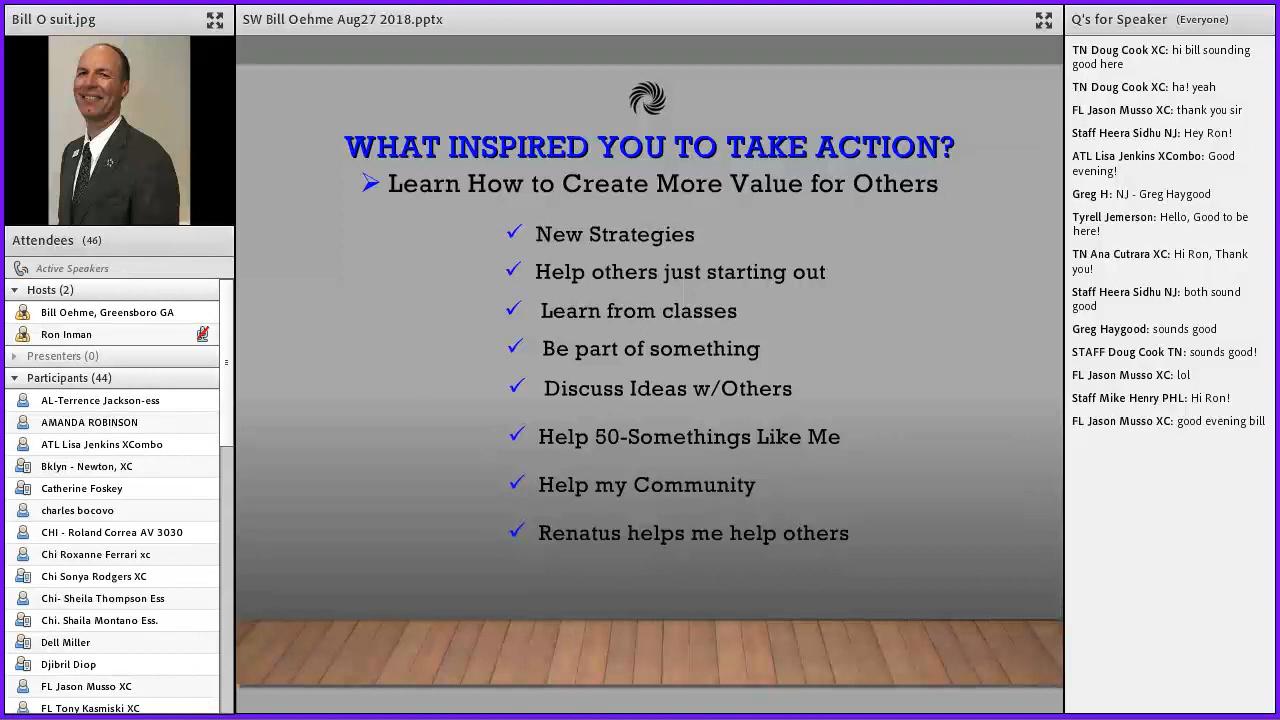 Bill O suit.jpg
Attendees (46)
Active Speakers
Hosts (2)
Bill Oehme, Greensboro GA
Ron Inman
Presenters (0)
Participants (44)
AL-Terrence Jackson-ess
AMANDA ROBINSON
ATL Lisa Jenkins XCombo
Bklyn - Newton, XC
Catherine Foskey
charles bocovo
CHI - Roland Correa AV 3030
Chi Roxanne Ferrari xc
Chi Sonya Rodgers XC
Chi- Sheila Thompson Ess
Chi. Shaila Montano Ess.
Dell Miller
Djibril Diop
FL Jason Musso XC
FL Tony Kasmiski XC
SW Bill Oehme Aug27 2018.pptx
WHAT INSPIRED YOU TO TAKE ACTION?
Learn How to Create More Value for Others
New Strategies
Help others just starting out
Learn from classes
Be part of something
Discuss Ideas w/Others
Help 50-Somethings Like Me
Help my Community
Renatus helps me help others
Q's for Speaker (Everyone)
TN Doug Cook XC: hi bill sounding
good here
TN Doug Cook XC: ha! yeah
FL Jason Musso XC: thank you sir
Staff Heera Sidhu NJ: Hey Ron!
ATL Lisa Jenkins XCombo: Good
evening!
Greg H: NJ - Greg Haygood
Tyrell Jemerson: Hello, Good to be
here!
TN Ana Cutrara XC: Hi Ron, Thank
you!
Staff Heera Sidhu NJ: both sound
good
Greg Haygood: sounds good
STAFF Doug Cook TN: sounds good!
FL Jason Musso XC: lol
Staff Mike Henry PHL: Hi Ron!
FL Jason Musso XC: good evening bill